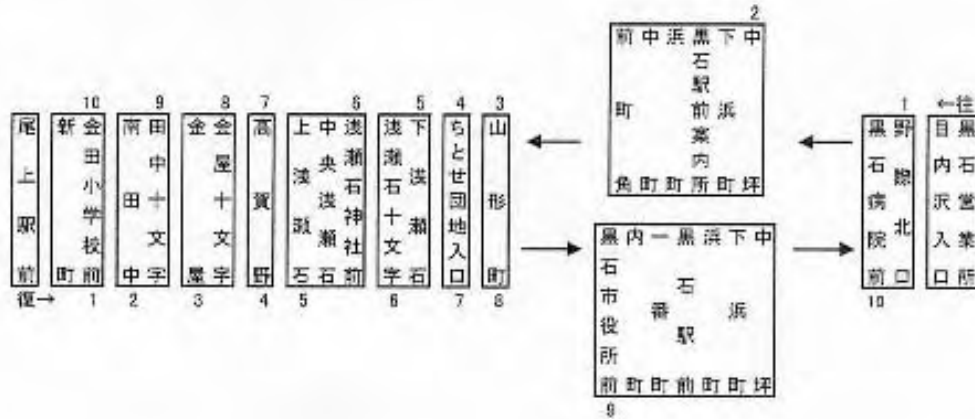 ←往
黒石営業所
目内沢入口
1
野際北口
黒石病院前
10
2
中坪
下浜町
黒石駅前案内所
浜町
中町
前町角
中坪
下浜町
浜町
黒石駅前
一番町
内町
黒石市役所前
9
3
山形町
8
4
ちとせ団地入口
7
5
下浅瀬石
浅瀬石十文字
6
6
浅瀬石神社前
中央浅瀬石
上浅瀬石
5
7
高賀野
4
8
金屋十文字
金屋
3
9
田中十文字
南田中
2
10
金田小学校前
新町
1
尾上駅前
復→